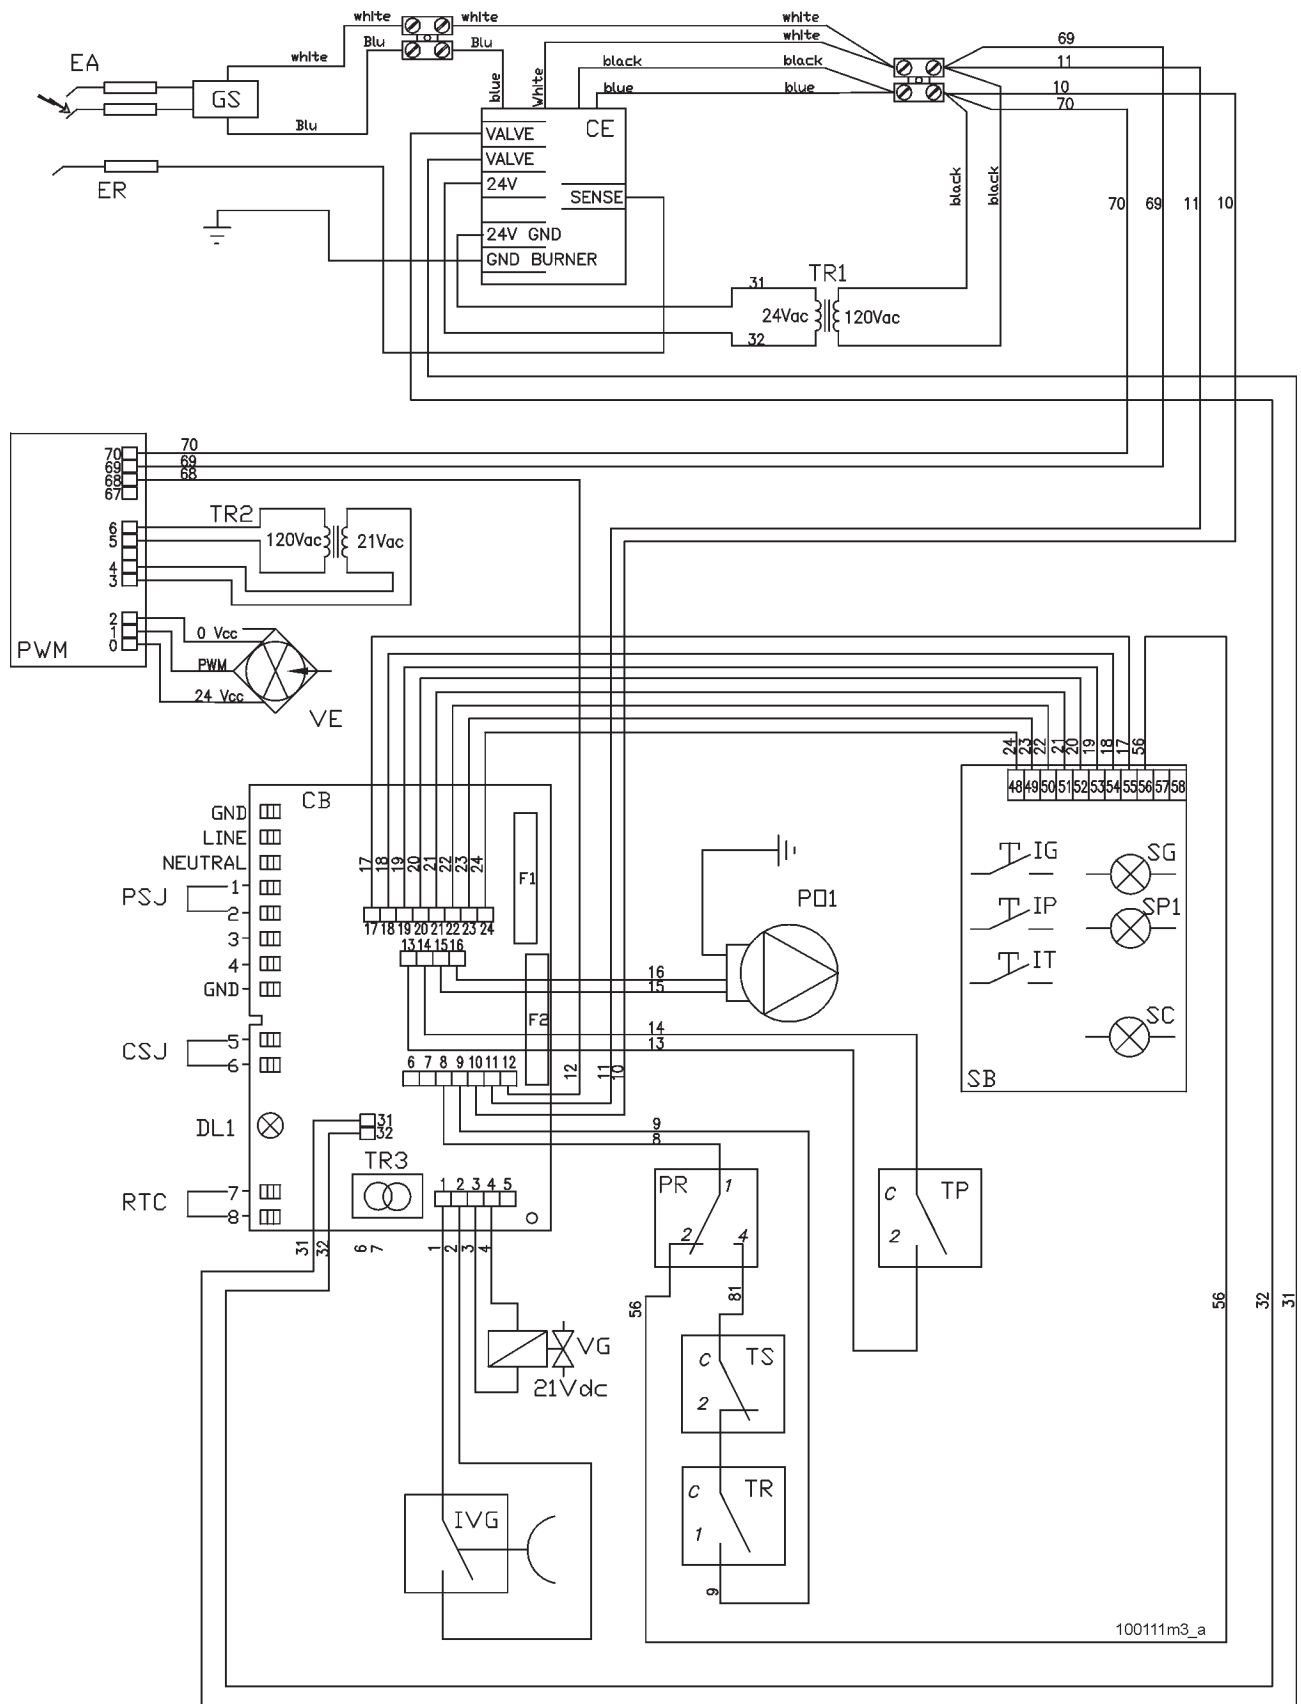 white
white
white
white
Blu
Blu
white
EA
GS
Blu
blue
White
black
black
blue
blue
69
11
10
70
VALVE
CE
VALVE
24V
SENSE
24V GND
GND BURNER
ER
black
black
70
69
11
10
TR1
31
24Vac
120Vac
32
70
70
69
69
68
68
67
TR2
6
120Vac
21Vac
5
4
3
2
0 Vcc
1
PWM
0
24 Vcc
PWM
VE
24
23
22
21
20
19
18
17
56
48
49
50
51
52
53
54
55
56
57
58
IG
SG
IP
SP1
IT
SC
SB
CB
GND
LINE
NEUTRAL
PSJ
1
2
3
4
GND
CSJ
5
6
DL1
RTC
7
8
17
18
19
20
21
22
23
24
F1
17
18
19
20
21
22
23
24
13
14
15
16
F2
6
7
8
9
10
11
12
31
32
TR3
1
2
3
4
5
PO1
16
15
14
13
12
11
10
9
8
31
32
6
7
1
2
3
4
PR
1
2
4
TP
C
2
56
81
56
32
31
VG
21Vdc
TS
C
2
TR
C
1
9
IVG
100111m3_a